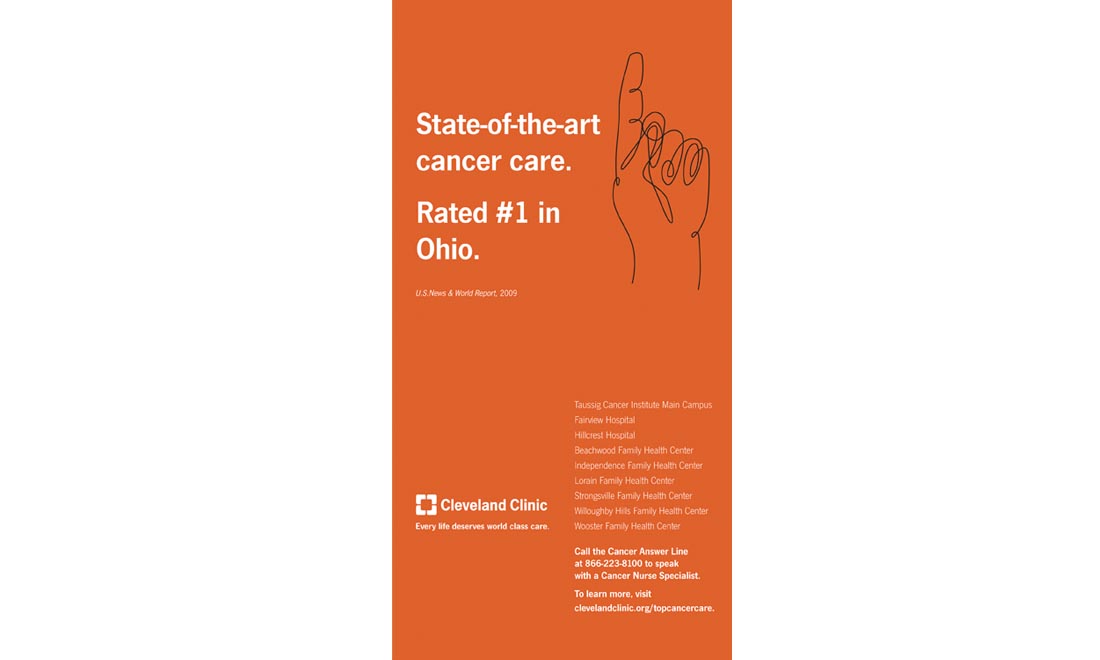 State-of-the-art
cancer care.
Rated #1 in
Ohio.
U.S.News & World Report, 2009
Cleveland Clinic
Every life deserves world class care.
Taussig Cancer Institute Main Campus
Fairview Hospital
Hillcrest Hospital
Beachwood Family Health Center
Independence Family Health Center
Lorain Family Health Center
Strongsville Family Health Center
Willoughby Hills Family Health Center
Wooster Family Health Center
Call the Cancer Answer Line
at 866-223-8100 to speak
with a Cancer Nurse Specialist.
To learn more, visit
clevelandclinic.org/topcancercare.